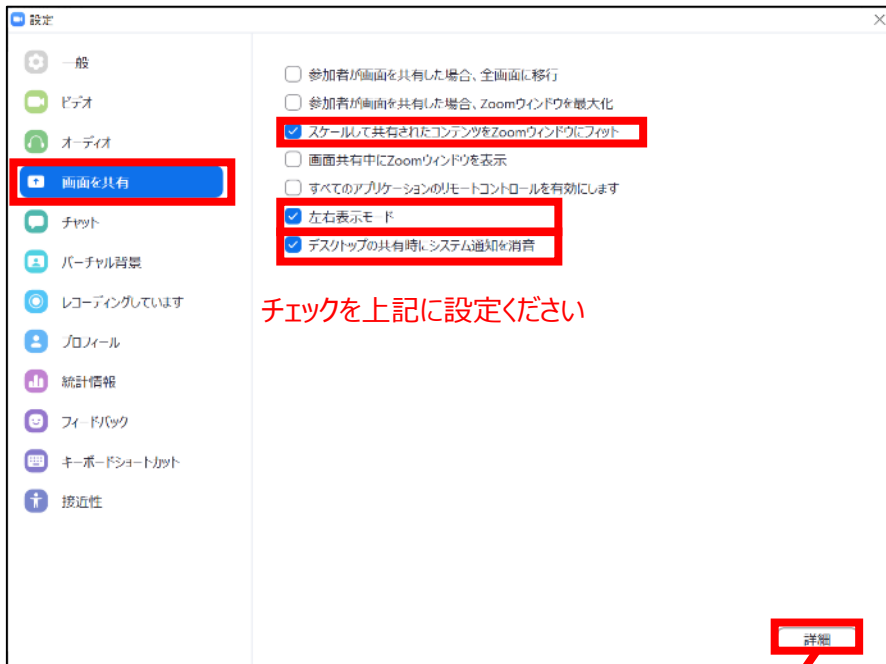 設定
一般
ビデオ
オーディオ
画面を共有
チャット
バーチャル背景
レコーディングしています
プロフィール
統計情報
フィードバック
キーボードショートカット
接近性
参加者が画面を共有した場合、全画面に移行
参加者が画面を共有した場合、Zoomウィンドウを最大化
スケールして共有されたコンテンツをZoomウィンドウにフィット
画面共有中にZoomウィンドウを表示
すべてのアプリケーションのリモートコントロールを有効にします
左右表示モード
デスクトップの共有時にシステム通知を消音
チェックを上記に設定ください
詳細